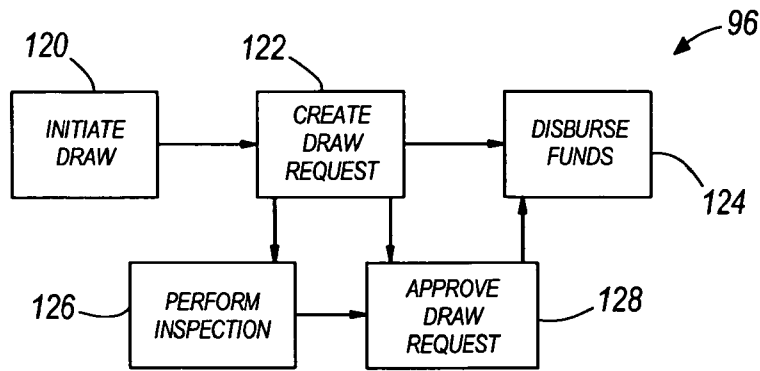 96
120
122
INITIATE
DRAW
CREATE
DRAW
REQUEST
DISBURSE
FUNDS
124
126
PERFORM
INSPECTION
APPROVE
DRAW
REQUEST
128